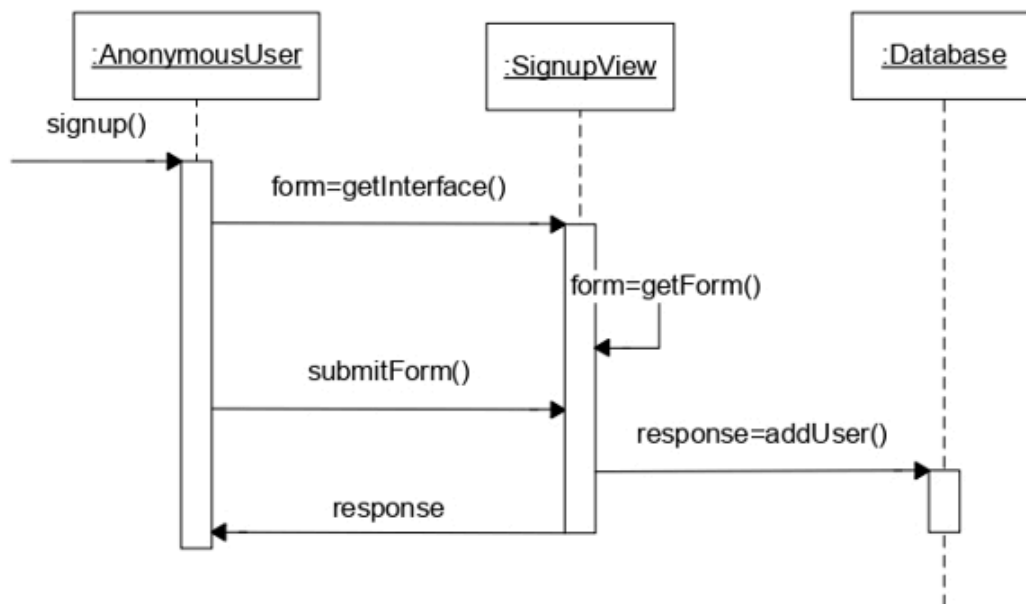 :AnonymousUser
:SignupView
:Database
signup()
form=getInterface()
form=getForm()
submitForm()
response=addUser()
response